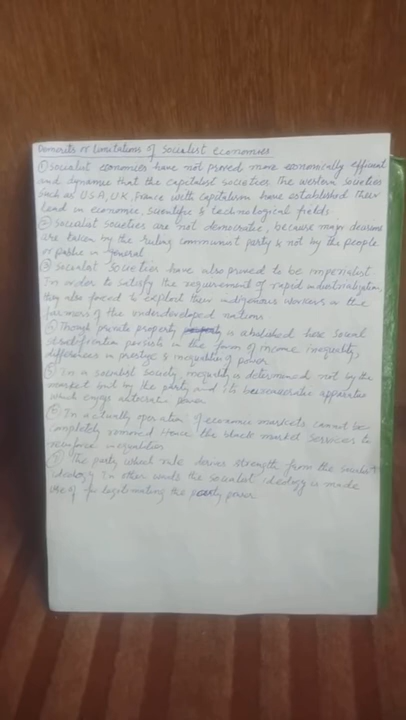 Demerits or Limitations of Socialist economies
① Socialist economies have not proved more economically efficient
and dynamic that the capitalist societies the western societies
such as U.S.A, U.K, France with capitalism have established their
lead in economic, scientific & technological fields.
② Socialist societies are not democratic, because major decisions
are taken by the ruling communist party & not by the people
or public in general
③ socialist societies have also proved to be imperialist
In order to satisfy the requirement of rapid industrialization,
they also forced to exploit their indigenous workers or the
farmers of the underdeveloped nations
④ Though private property is abolished here social
stratification persists in the form of income inequality,
differences in prestige & inequalities of power.
⑤ In a socialist society inequality is determined not by the
market but by the party and its apparatus
which enjoys autocratic power.
⑥ In actually operation of economic markets cannot be
completely removed Hence the black market services to
reinforce inequalities
⑦ The party rule strength from the socialist
ideology In other words the socialist ideology is made
use of for legitimating the party power.